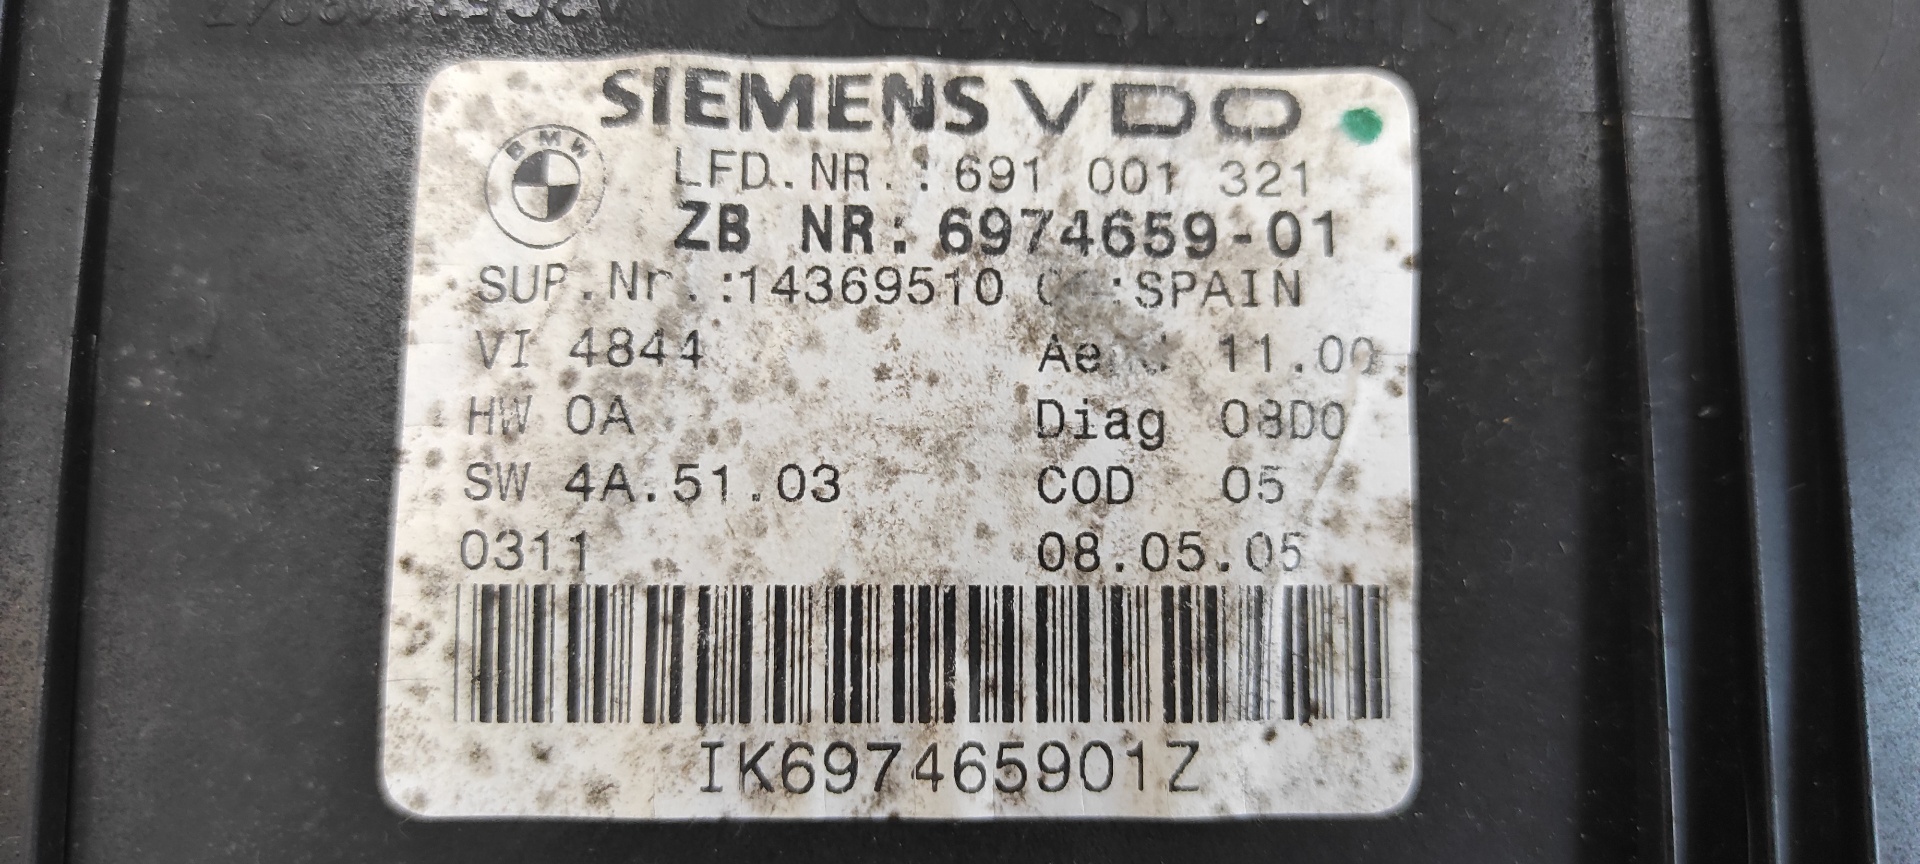 SIEMENS VDO
BMW
LFD.NR.: 691 001 321
ZB NR: 6974659-01
SUP.Nr.:14369510 :SPAIN
VI 4844 11.00
HW 0A Diag 08D0
SW 4A.51.03 COD 05
0311 08.05.05
IK697465901Z